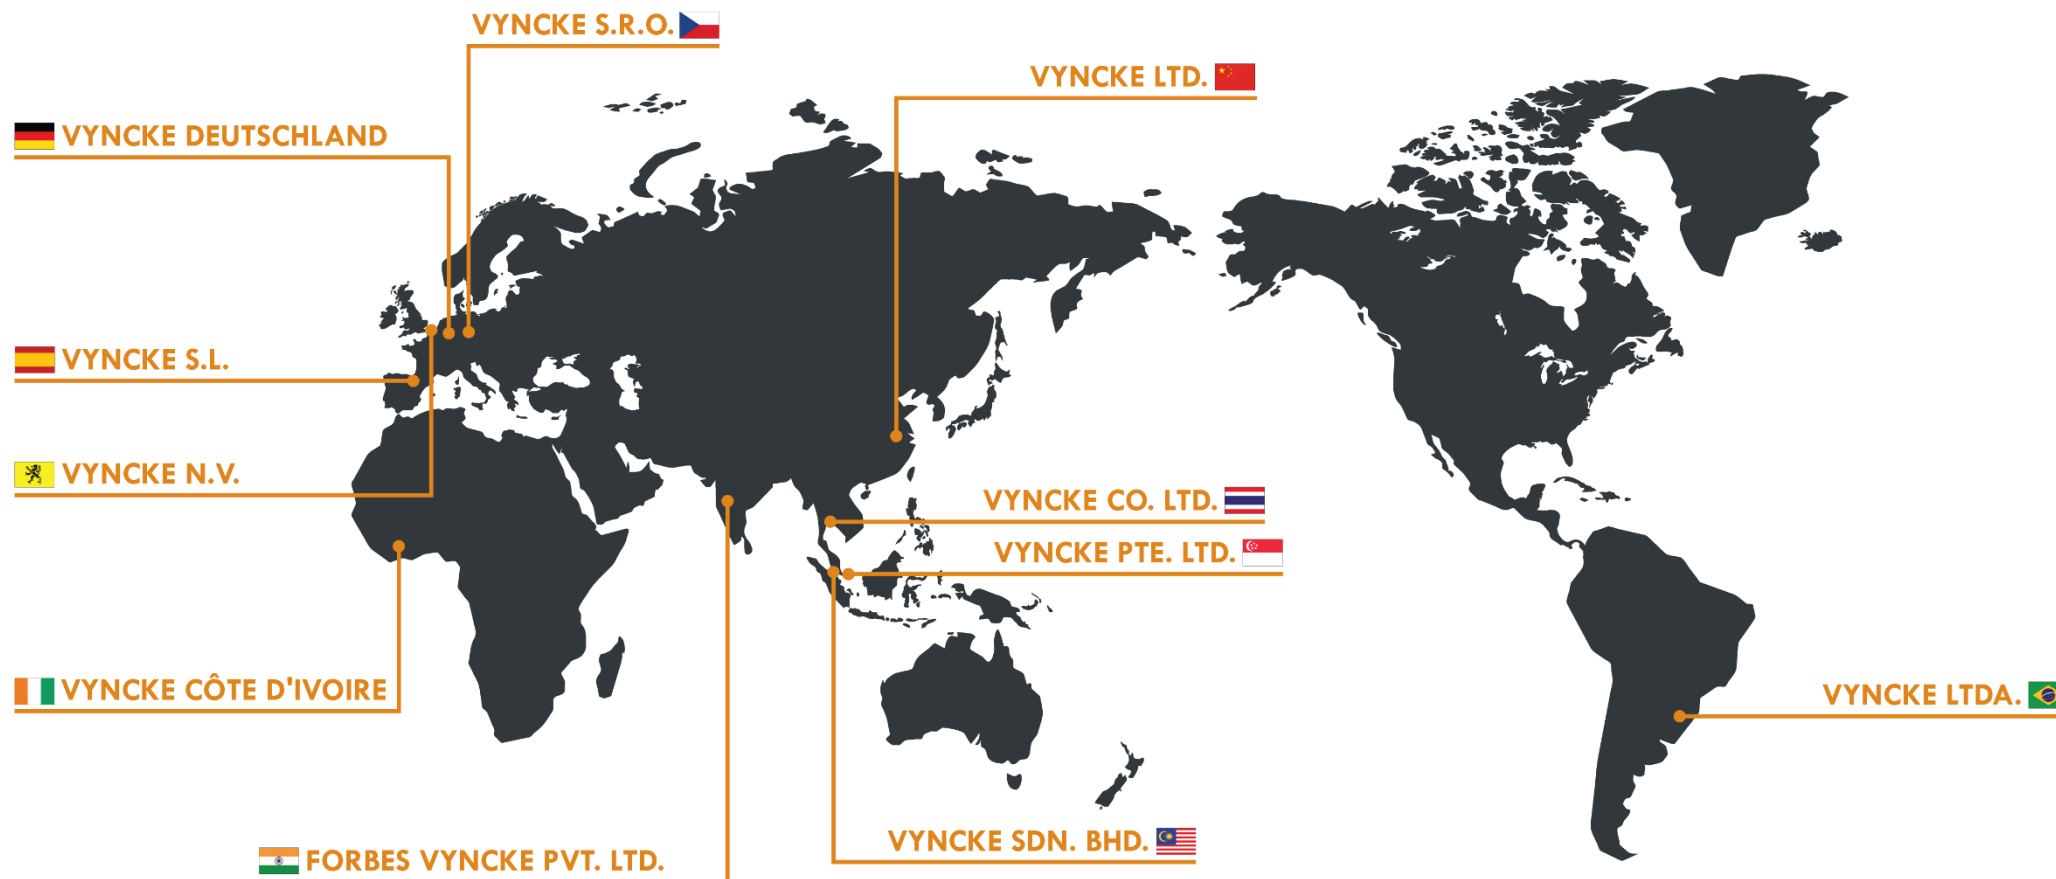 VYNCKE S.R.O.
VYNCKE LTD.
VYNCKE DEUTSCHLAND
VYNCKE S.L.
VYNCKE N.V.
VYNCKE CO. LTD.
VYNCKE PTE. LTD.
VYNCKE CÔTE D'IVOIRE
VYNCKE LTDA.
VYNCKE SDN. BHD.
FORBES VYNCKE PVT. LTD.